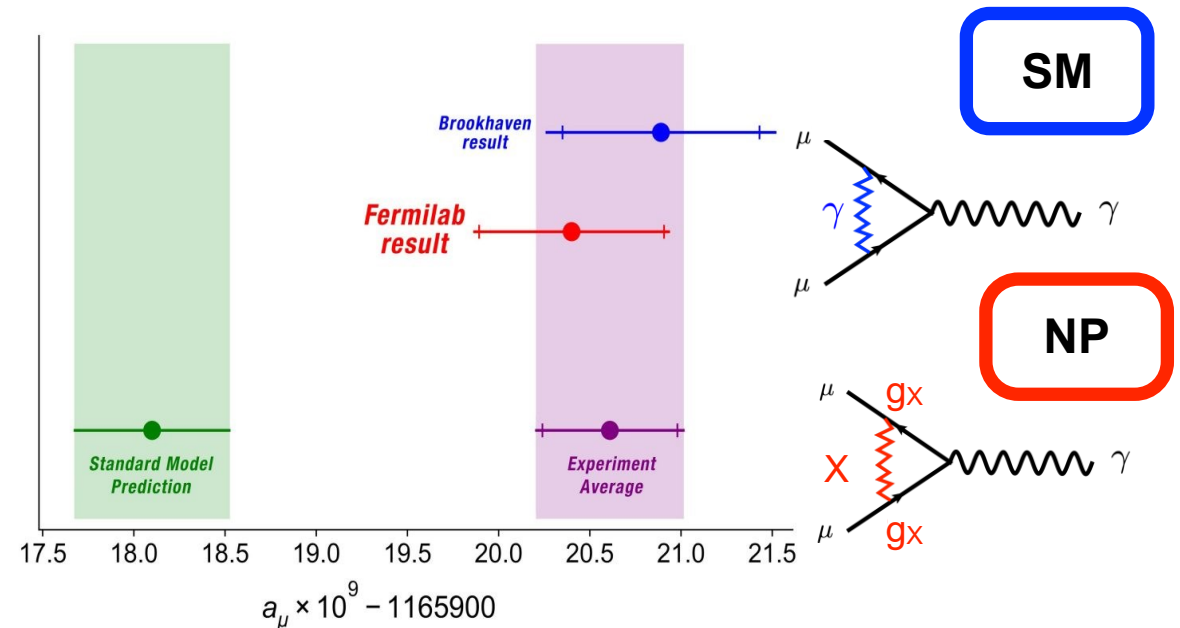 SM
Brookhaven
result
μ
γ
γ
μ
Fermilab
result
NP
μ
gx
X
γ
μ
gx
Standard Model
Prediction
Experiment
Average
17.5 18.0 18.5 19.0 19.5 20.0 20.5 21.0 21.5
aμ × 10⁹ − 1165900